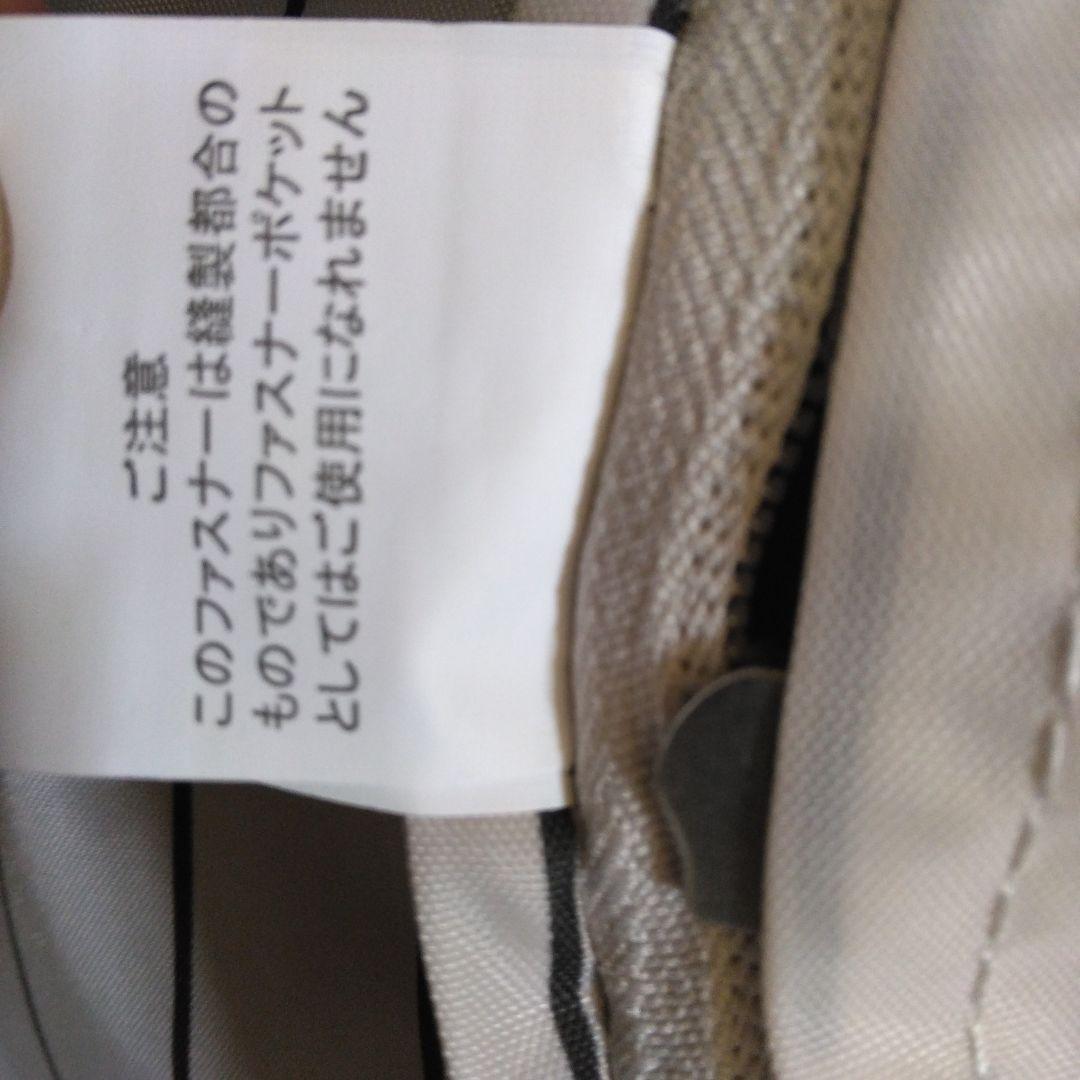 ご注意
このファスナーは縫製都合の
ものでありファスナーポケット
としてはご使用になれません